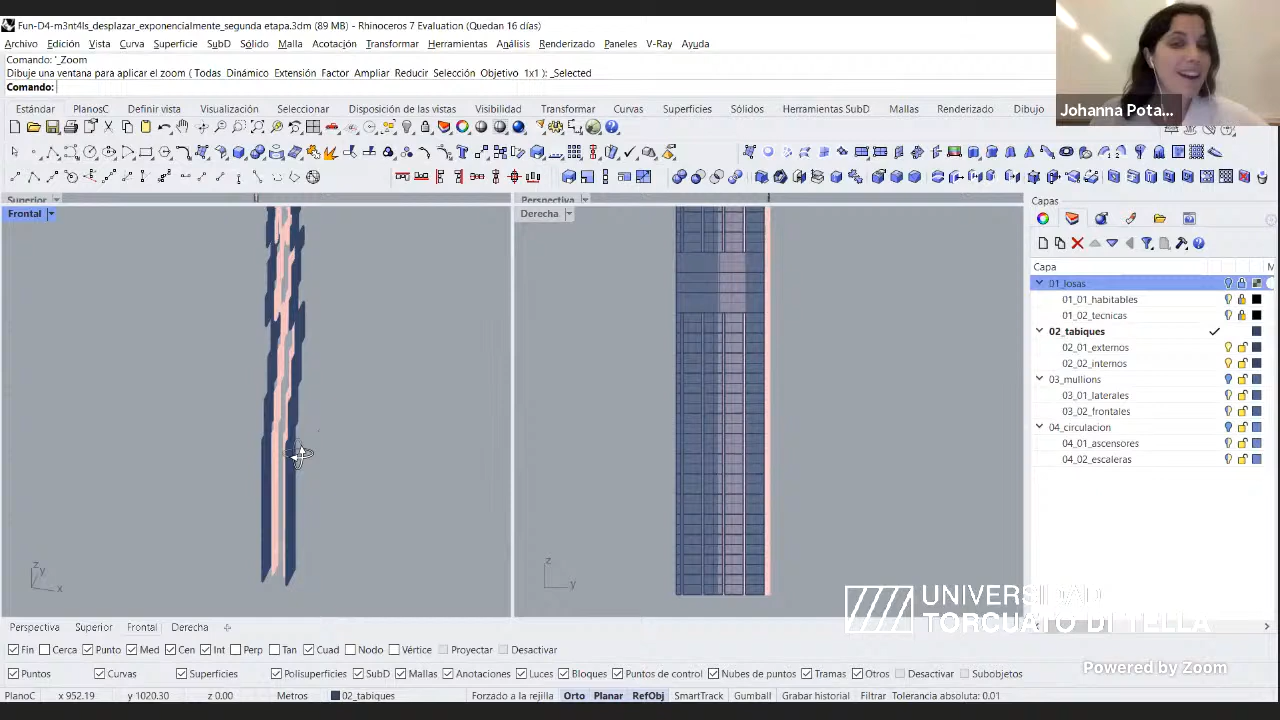 Fun-D4-m3nt4ls_desplazar_exponencialmente_segunda etapa.3dm (89 MB) - Rhinoceros 7 Evaluation (Quedan 16 días)
Archivo Edición Vista Curva Superficie SubD Sólido Malla Acotación Transformar Herramientas Análisis Renderizado Paneles V-Ray Ayuda
Comando: '_Zoom
Dibuje una ventana para aplicar el zoom ( Todas Dinámico Extensión Factor Ampliar Reducir Selección Objetivo 1x1 ): _Selected
Comando:
Johanna Pota...
Estándar PlanosC Definir vista Visualización Seleccionar Disposición de las vistas Visibilidad Transformar Curvas Superficies Sólidos Herramientas SubD Mallas Renderizado Dibujo
Superior Perspectiva
Frontal Derecha
Capas
Capa M
01_losas
01_01_habitables
01_02_tecnicas
02_tabiques
02_01_externos
02_02_internos
03_mullions
03_01_laterales
03_02_frontales
04_circulacion
04_01_ascensores
04_02_escaleras
z y x
z y
UNIVERSIDAD
TORCUATO DI TELLA
Perspectiva Superior Frontal Derecha
Fin Cerca Punto Med Cen Int Perp Tan Cuad Nodo Vértice Proyectar Desactivar
Powered by Zoom
Puntos Curvas Superficies Polisuperficies SubD Mallas Anotaciones Luces Bloques Puntos de control Nubes de puntos Tramas Otros Desactivar Subobjetos
PlanoC x 952.19 y 1020.30 z 0.00 Metros 02_tabiques Forzado a la rejilla Orto Planar RefObj SmartTrack Gumball Grabar historial Filtrar Tolerancia absoluta: 0.01